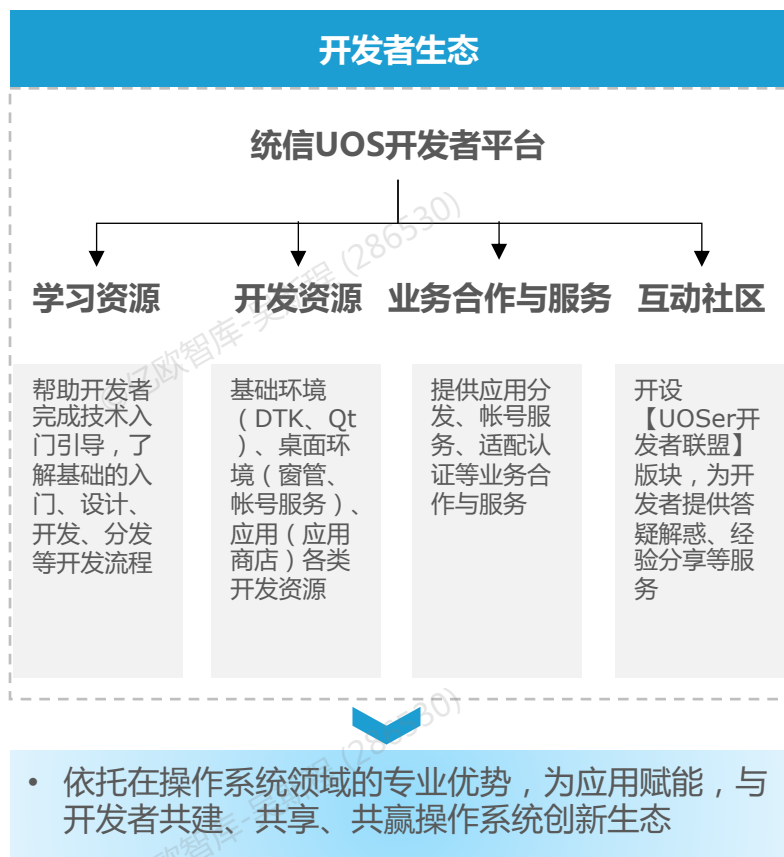 开发者生态
统信UOS开发者平台
学习资源
开发资源
业务合作与服务
互动社区
帮助开发者
完成技术入
门引导，了
解基础的入
门、设计、
开发、分发
等开发流程
基础环境
（DTK、Qt
）、桌面环
境（窗管、
帐号服务）、
应用（应用
商店）各类
开发资源
提供应用分
发、帐号服
务、适配认
证等业务合
作与服务
开设
【UOSer开
发者联盟】
版块，为开
发者提供答
疑解惑、经
验分享等服
务
• 依托在操作系统领域的专业优势，为应用赋能，与
开发者共建、共享、共赢操作系统创新生态